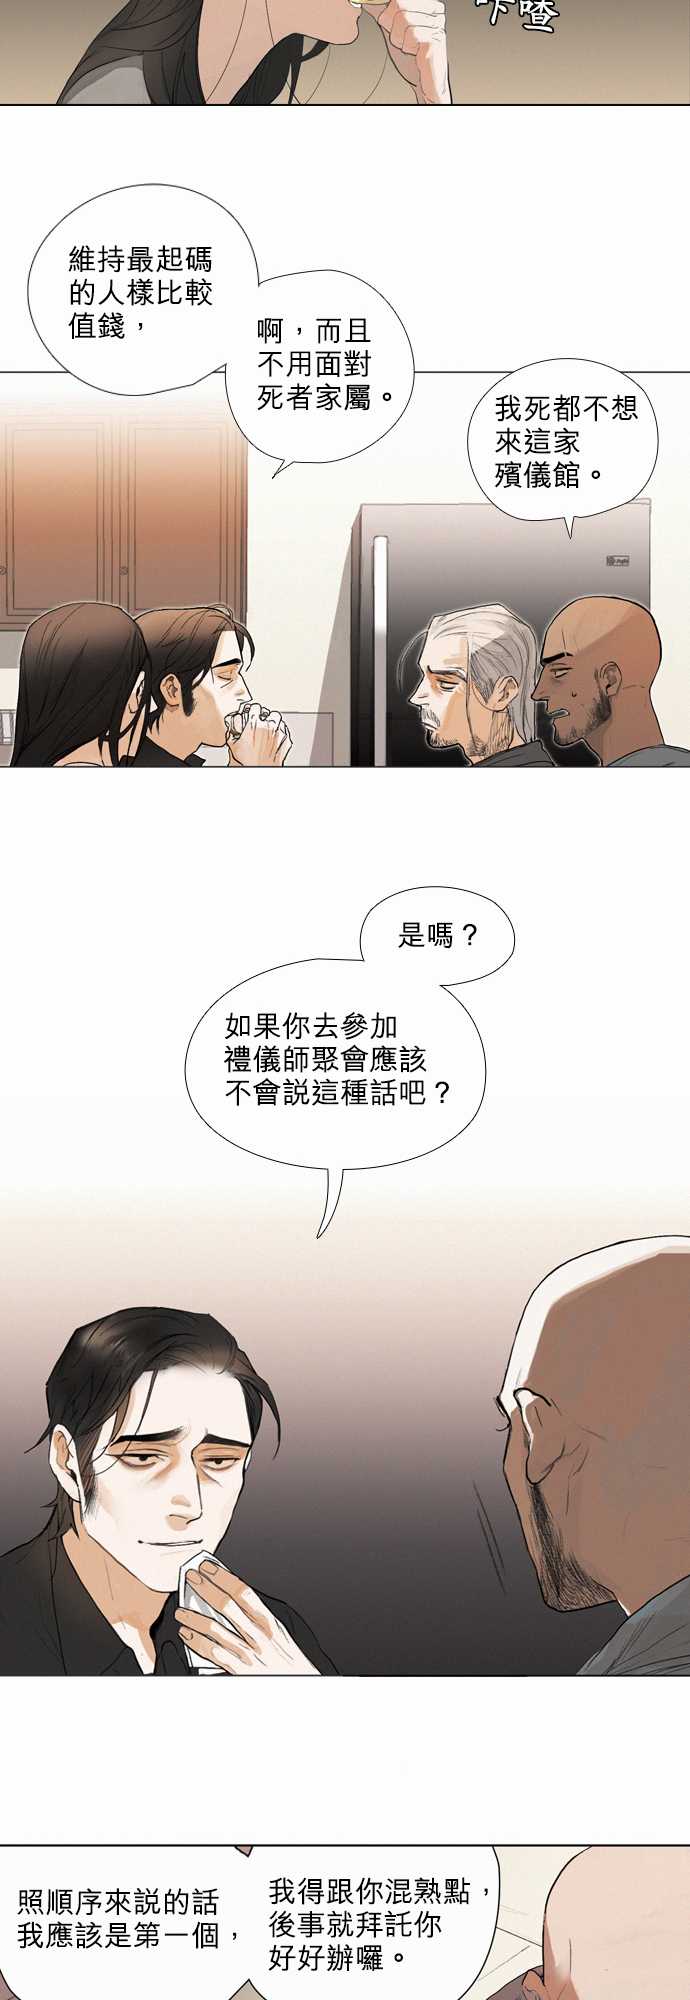 咋喳
維持最起碼
的人樣比較
值錢，
啊，而且
不用面對
死者家屬。
我死都不想
來這家
殯儀館。
是嗎？
如果你去參加
禮儀師聚會應該
不會說這種話吧？
照順序來說的話
我應該是第一個，
我得跟你混熟點，
後事就拜託你
好好辦囉。